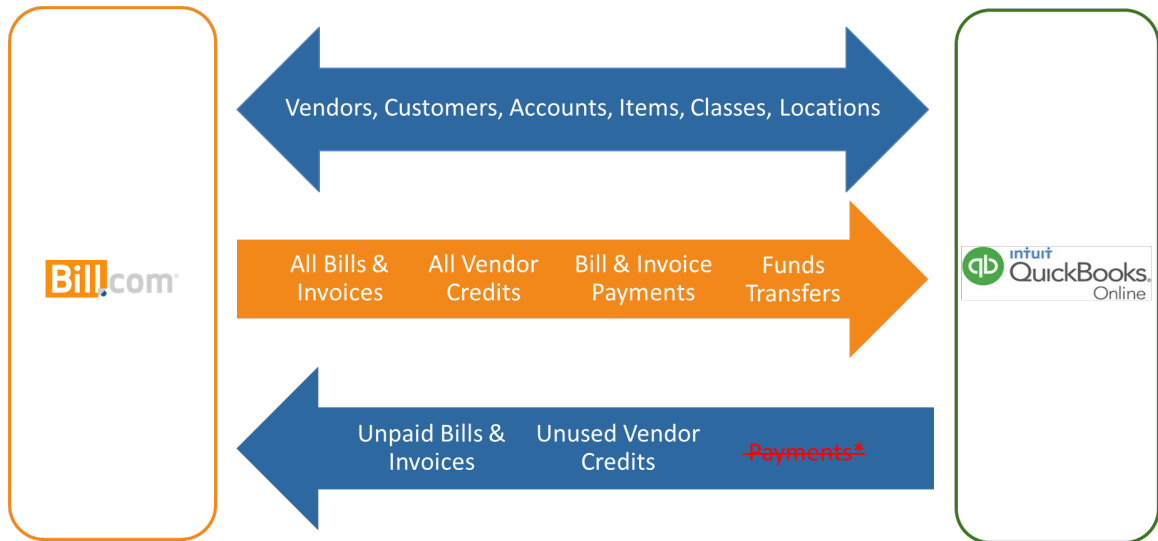 Vendors, Customers, Accounts, Items, Classes, Locations
Bill.com
All Bills &
Invoices
All Vendor
Credits
Bill & Invoice
Payments
Funds
Transfers
qb
intuit
QuickBooks.
Online
Unpaid Bills &
Invoices
Unused Vendor
Credits
Payments*